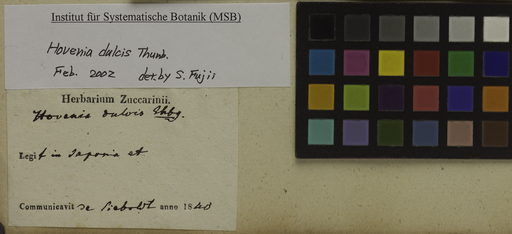 Institut für Systematische Botanik (MSB)
Hovenia dulcis Thunb.
Feb. 2002 det. by S. Fujii
Herbarium Zuccarinii.
Hovenia dulcis Thbg.
Legit in Japonia et
Communicavit de Siebold anno 1840